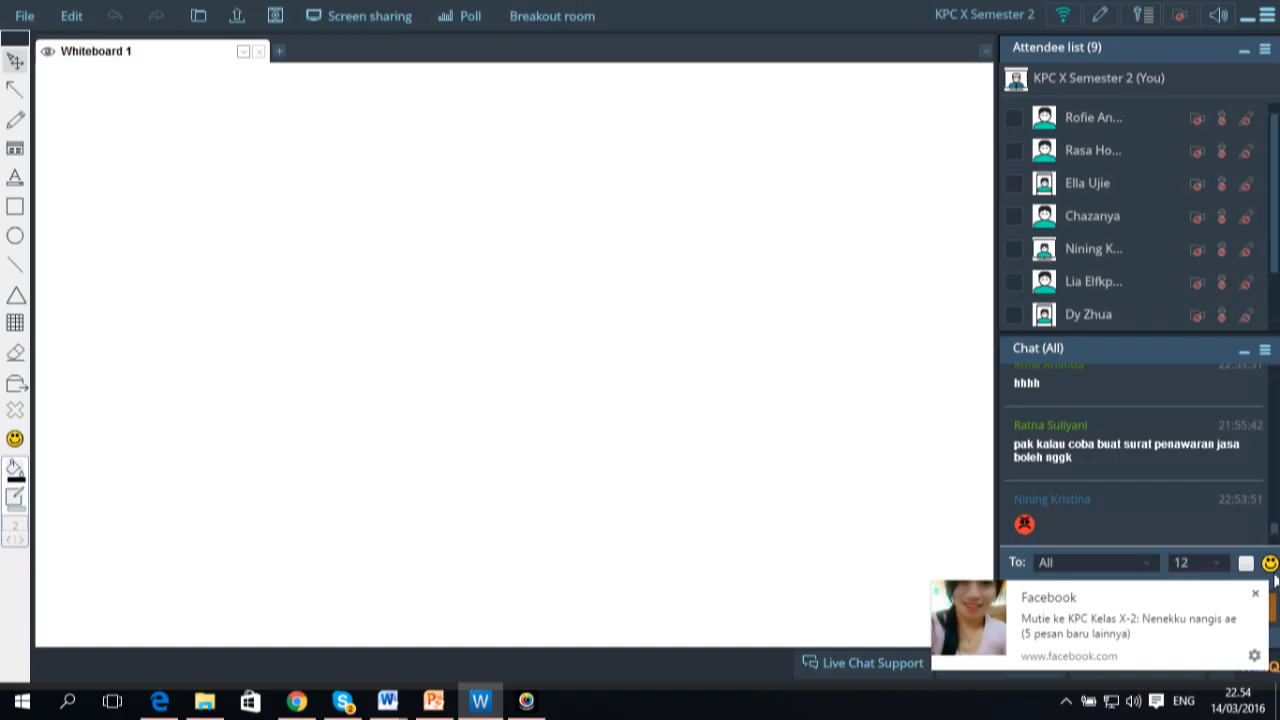 File Edit Screen sharing Poll Breakout room KPC X Semester 2
Whiteboard 1
Attendee list (9)
KPC X Semester 2 (You)
Rofie An...
Rasa Ho...
Ella Ujie
Chazanya
Nining K...
Lia Elfkp...
Dy Zhua
Chat (All)
hhhh
Ratna Suliyani 21:55:42
pak kalau coba buat surat penawaran jasa
boleh nggk
Nining Kristina 22:53:51
To: All 12
2
Facebook
Mutie ke KPC Kelas X-2: Nenekku nangis ae
(5 pesan baru lainnya)
www.facebook.com
Live Chat Support
ENG
22.54
14/03/2016